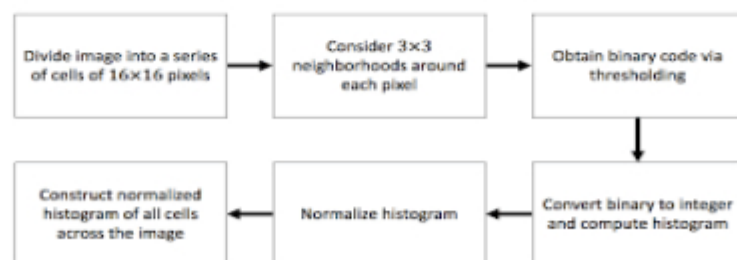 Divide image into a series
of cells of 16×16 pixels
Consider 3×3
neighborhoods around
each pixel
Obtain binary code via
thresholding
Convert binary to integer
and compute histogram
Normalize histogram
Construct normalized
histogram of all cells
across the image